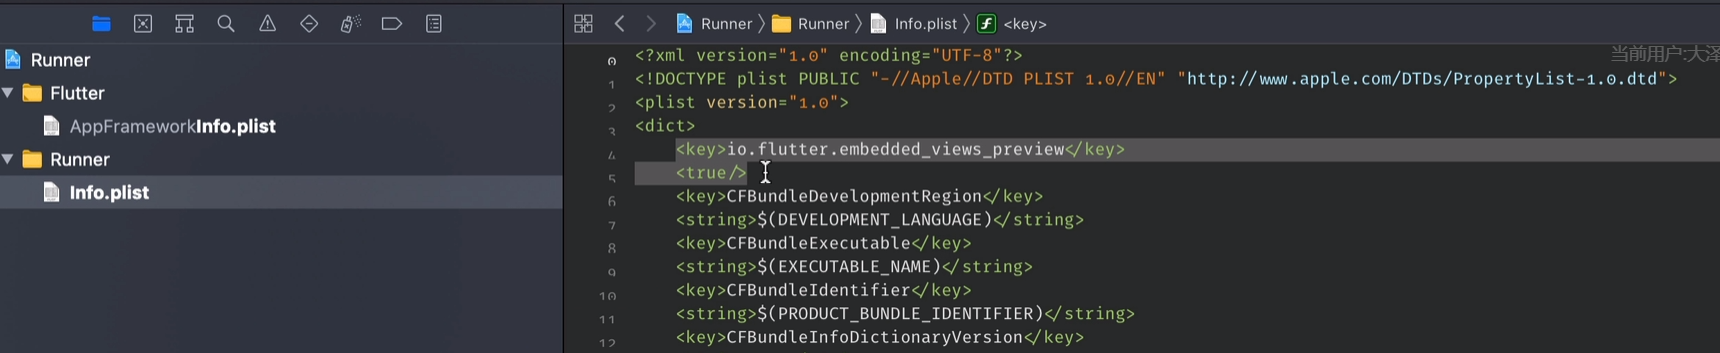 Runner
Flutter
AppFrameworkInfo.plist
Runner
Info.plist
Runner Runner Info.plist f <key>
当前用户:大泽
0 <?xml version="1.0" encoding="UTF-8"?>
1 <!DOCTYPE plist PUBLIC "-//Apple//DTD PLIST 1.0//EN" "http://www.apple.com/DTDs/PropertyList-1.0.dtd">
2 <plist version="1.0">
3 <dict>
4 <key>io.flutter.embedded_views_preview</key>
5 <true/>
6 <key>CFBundleDevelopmentRegion</key>
7 <string>$(DEVELOPMENT_LANGUAGE)</string>
8 <key>CFBundleExecutable</key>
9 <string>$(EXECUTABLE_NAME)</string>
10 <key>CFBundleIdentifier</key>
11 <string>$(PRODUCT_BUNDLE_IDENTIFIER)</string>
12 <key>CFBundleInfoDictionaryVersion</key>